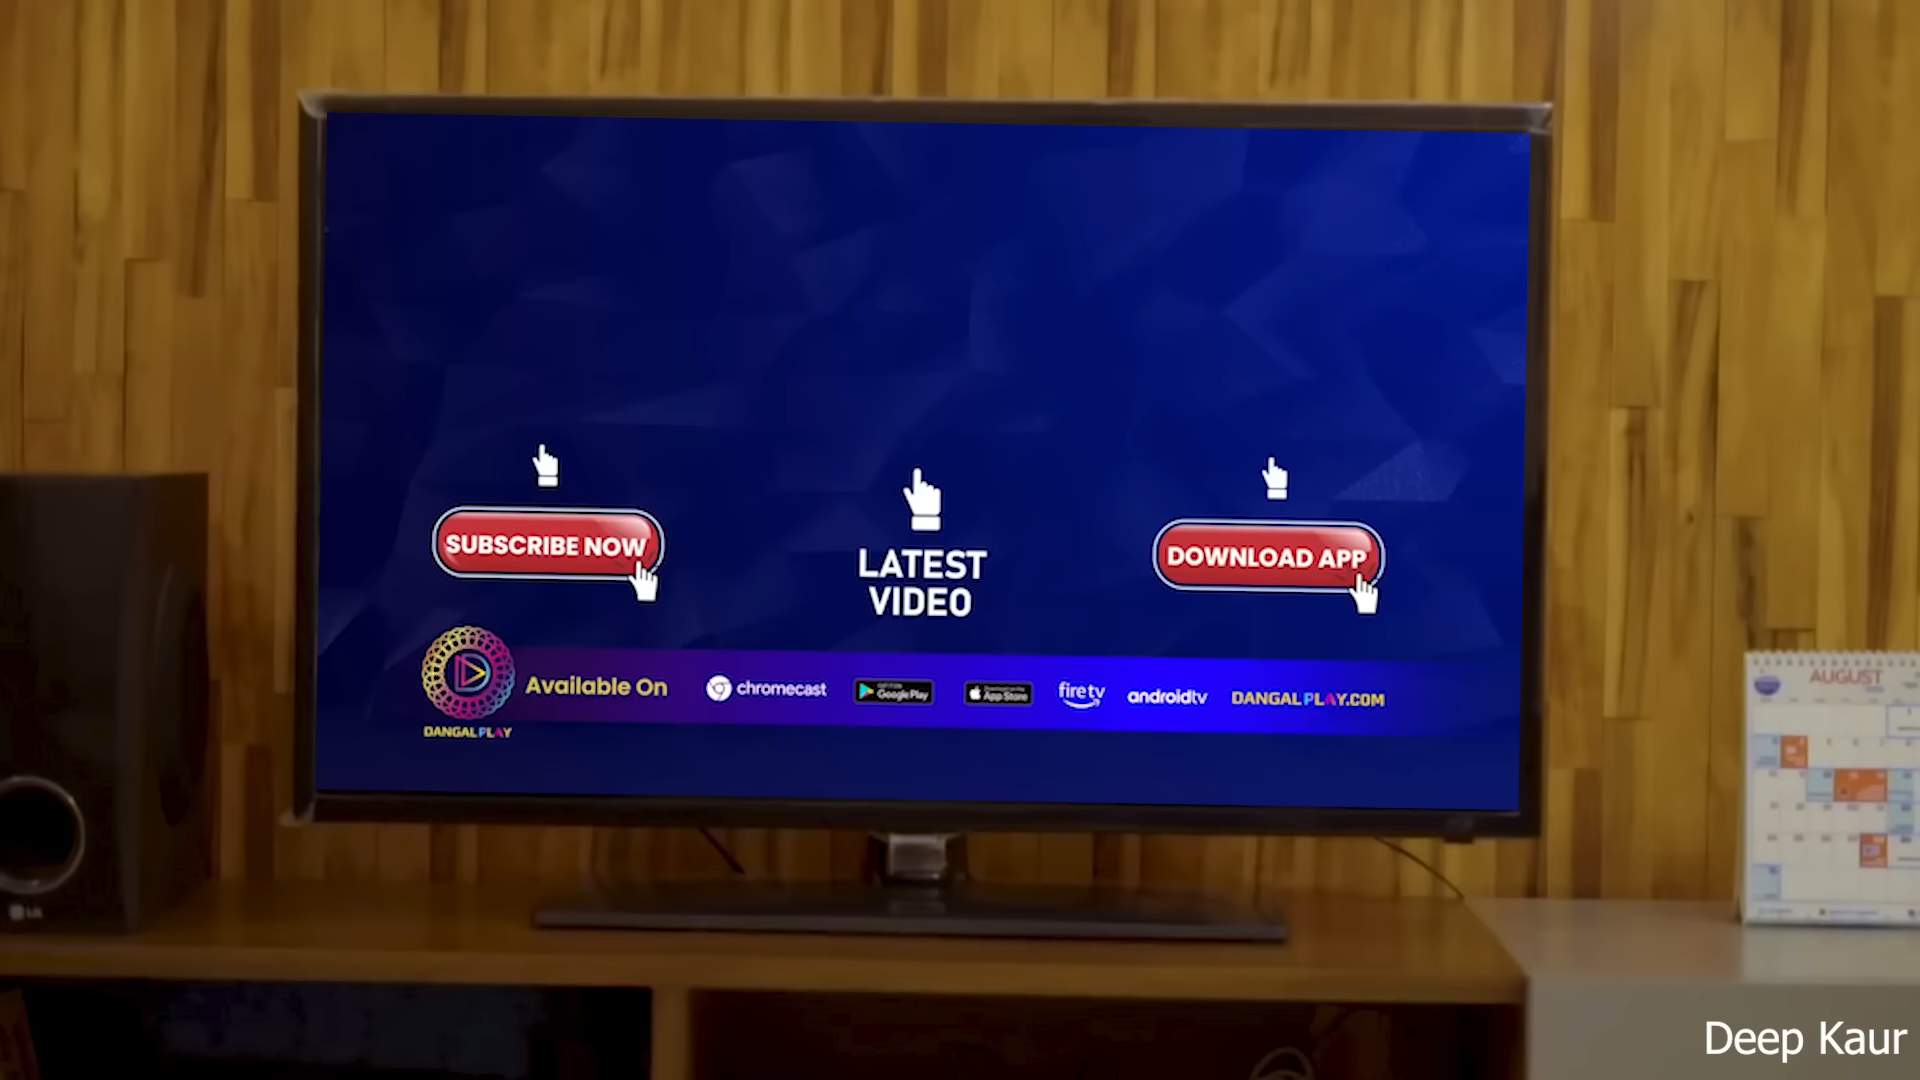 SUBSCRIBE NOW
LATEST
VIDEO
DOWNLOAD APP
DANGAL PLAY
Available On
chromecast
Google Play
App Store
fire tv
androidtv
DANGALPLAY.COM
AUGUST
LG
Deep Kaur